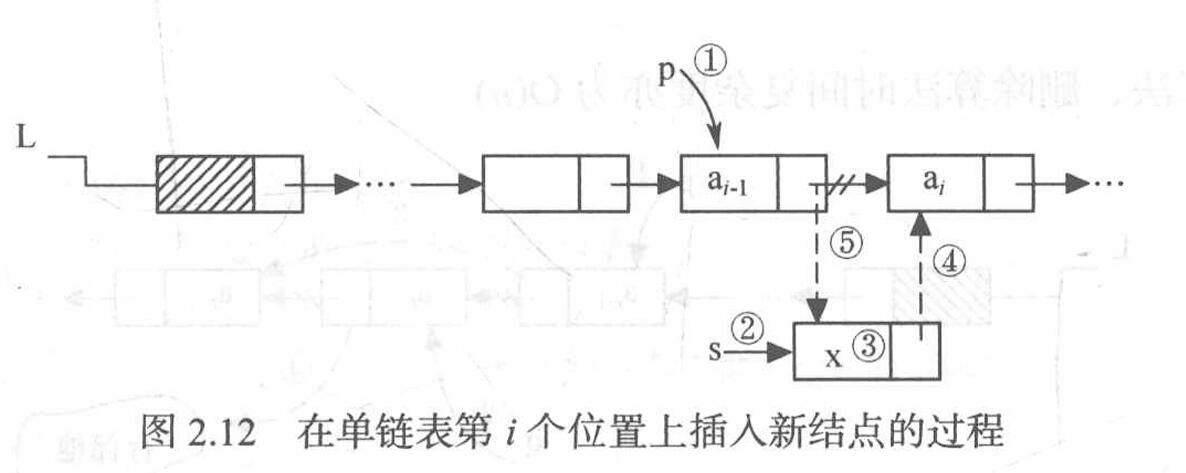 p ①
L
… a_{i-1} a_i …
⑤ ④
s ② x ③
图 2.12 在单链表第 i 个位置上插入新结点的过程